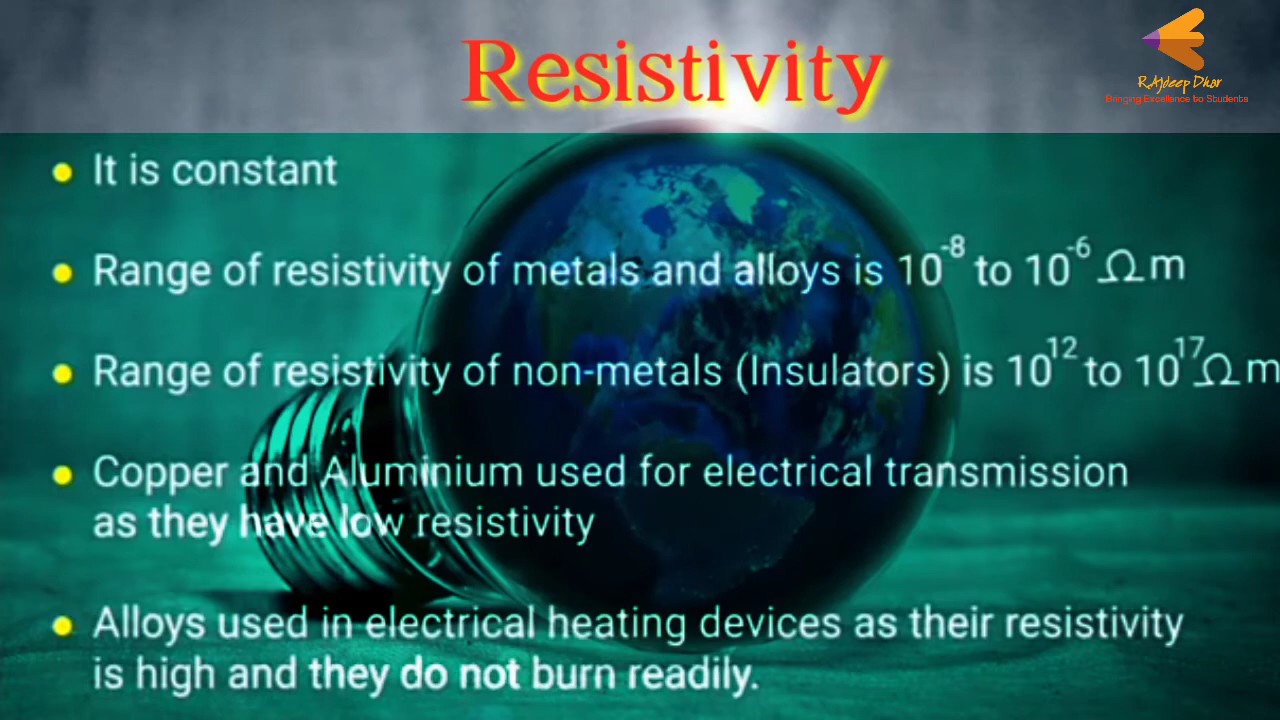 Resistivity
RAJdeep Dhar
Bringing Excellence to Students
It is constant
Range of resistivity of metals and alloys is 10⁻⁸ to 10⁻⁶ Ω m
Range of resistivity of non-metals (Insulators) is 10¹² to 10¹⁷ Ω m
Copper and Aluminium used for electrical transmission
as they have low resistivity
Alloys used in electrical heating devices as their resistivity
is high and they do not burn readily.